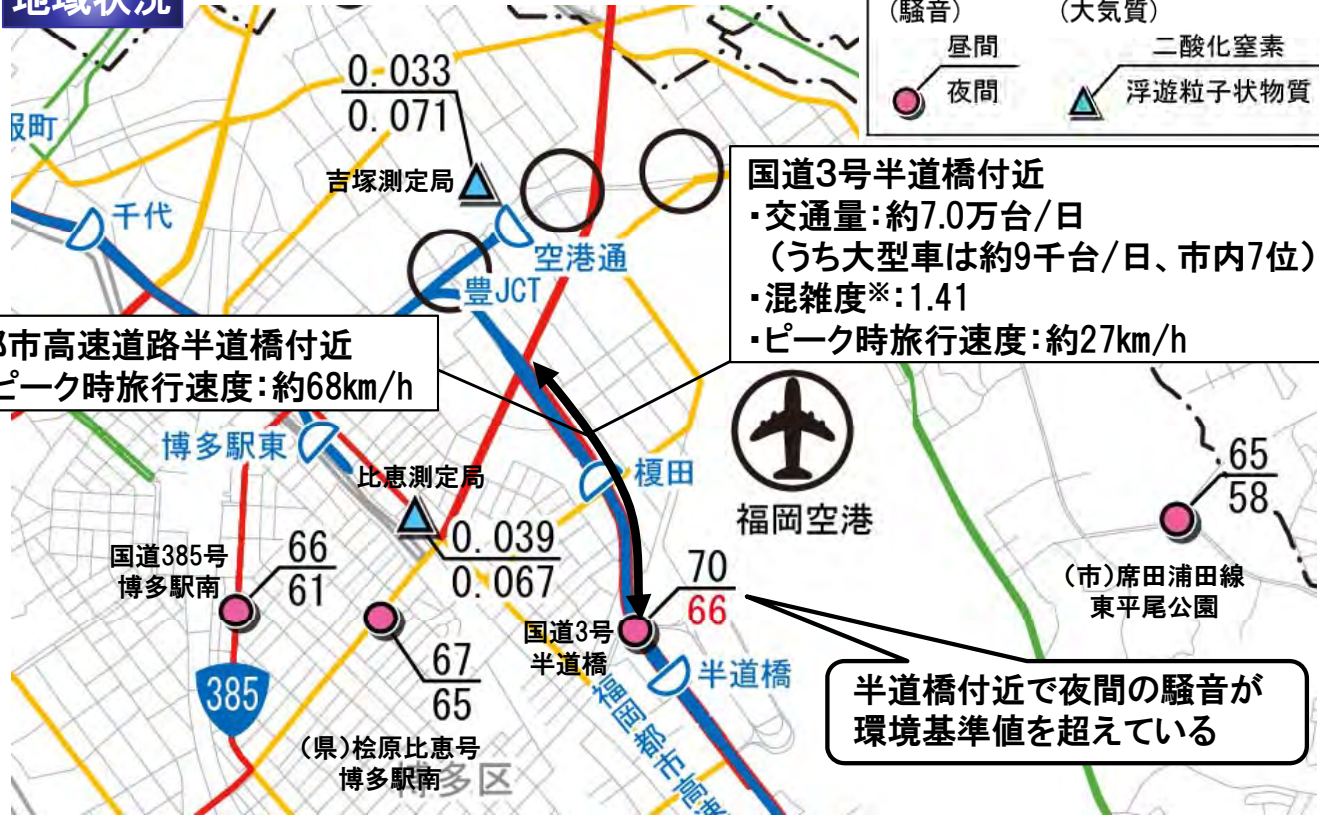 地域状況
(騒音)
昼間
夜間
(大気質)
二酸化窒素
浮遊粒子状物質
0.033
0.071
吉塚測定局
千代
空港通
豊JCT
国道3号半道橋付近
・交通量:約7.0万台/日
(うち大型車は約9千台/日、市内7位)
・混雑度※:1.41
・ピーク時旅行速度:約27km/h
都市高速道路半道橋付近
ピーク時旅行速度:約68km/h
博多駅東
比恵測定局
0.039
0.067
榎田
福岡空港
65
58
(市)席田浦田線
東平尾公園
国道385号
博多駅南
66
61
385
67
65
(県)桧原比恵号
博多駅南
博多区
国道3号
半道橋
70
66
半道橋
福岡都市高速
半道橋付近で夜間の騒音が
環境基準値を超えている